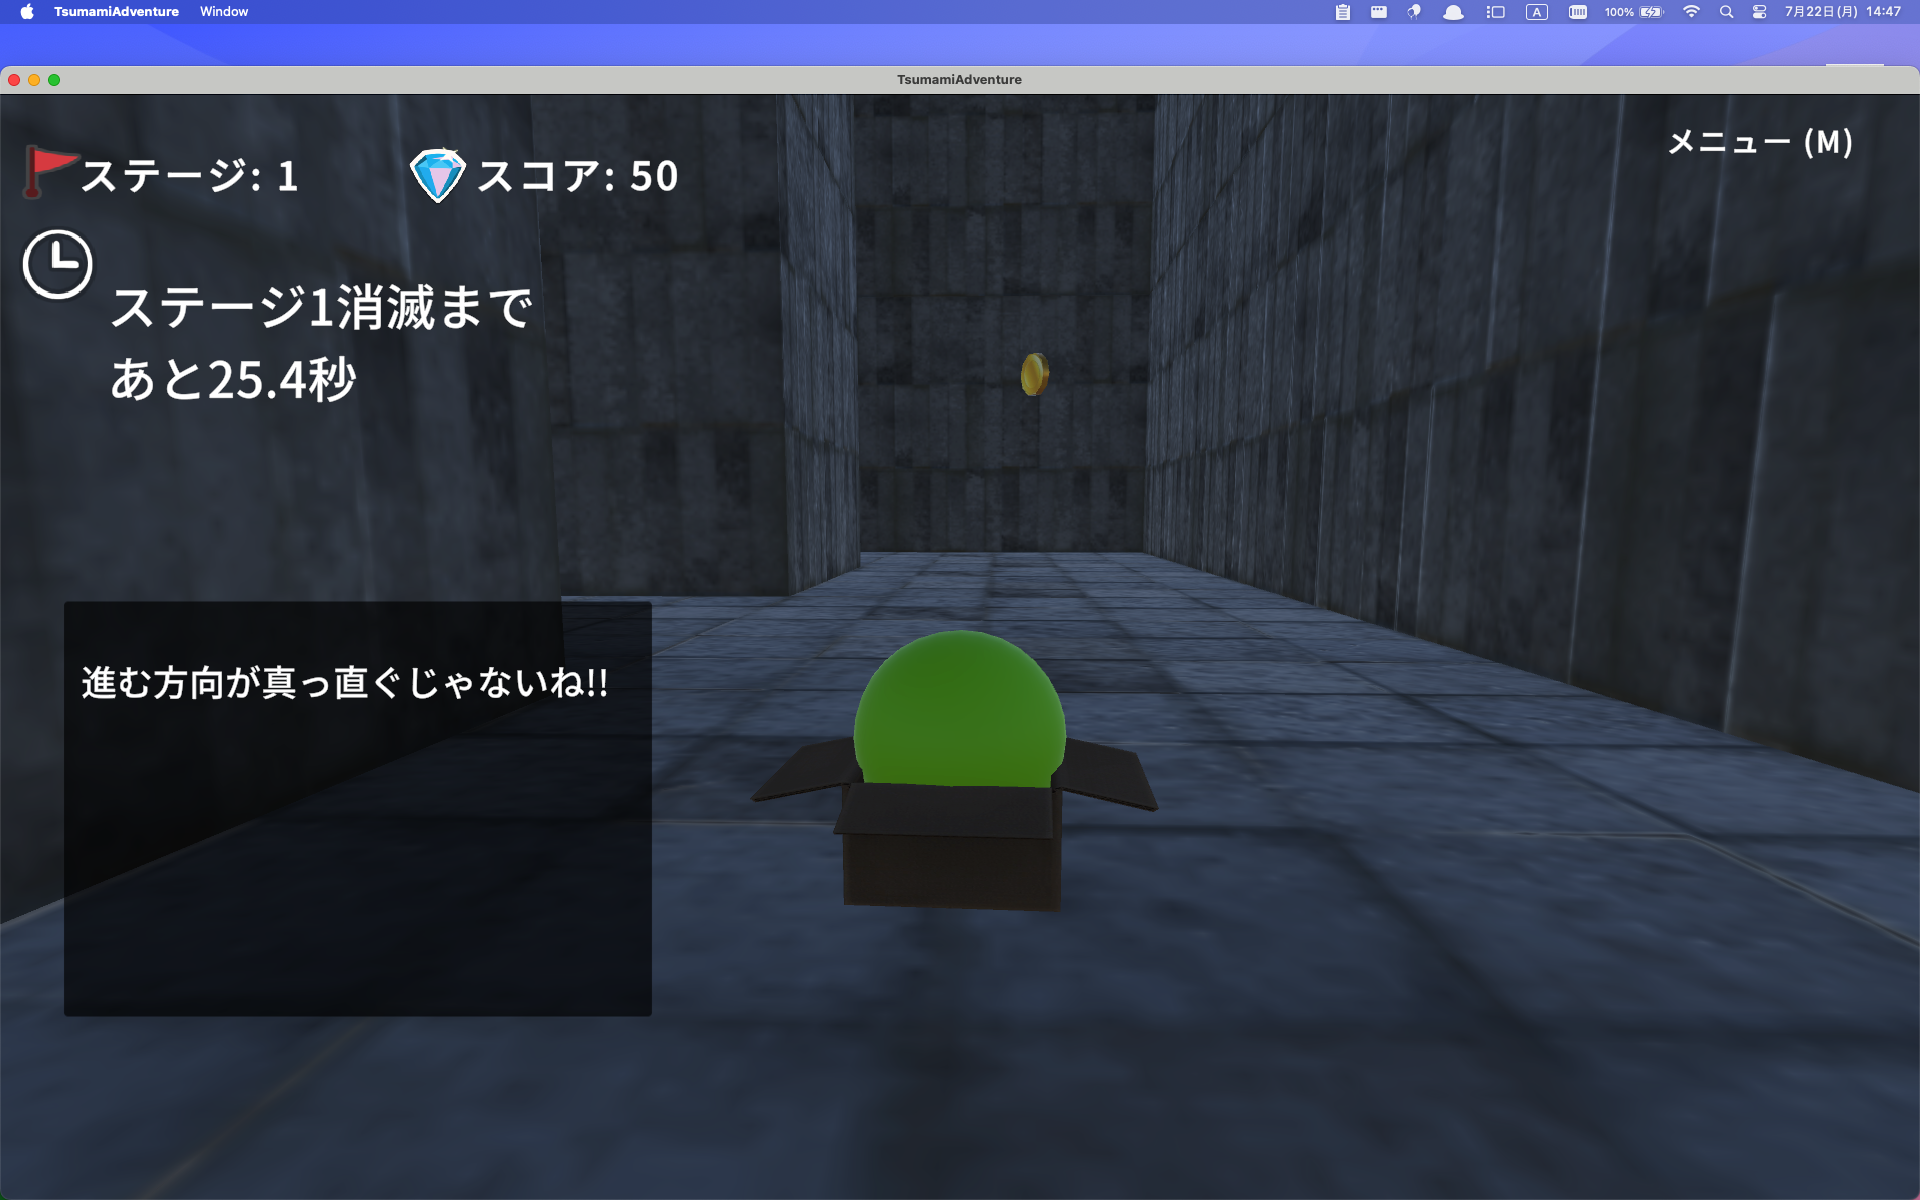 TsumamiAdventure Window A 100% 7月22日(月) 14:47
TsumamiAdventure
ステージ: 1 スコア: 50 メニュー (M)
ステージ1消滅まで
あと25.4秒
進む方向が真っ直ぐじゃないね!!